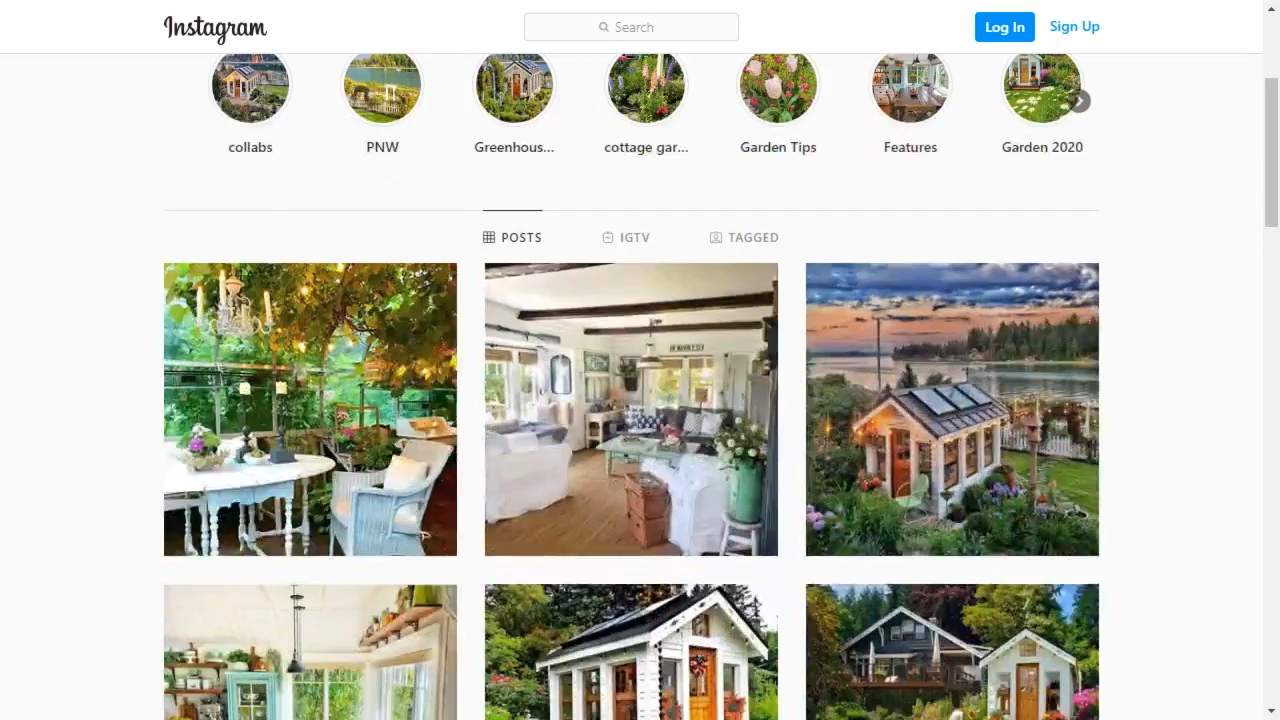 Instagram
Search
Log In
Sign Up
collabs
PNW
Greenhous...
cottage gar...
Garden Tips
Features
Garden 2020
POSTS
IGTV
TAGGED